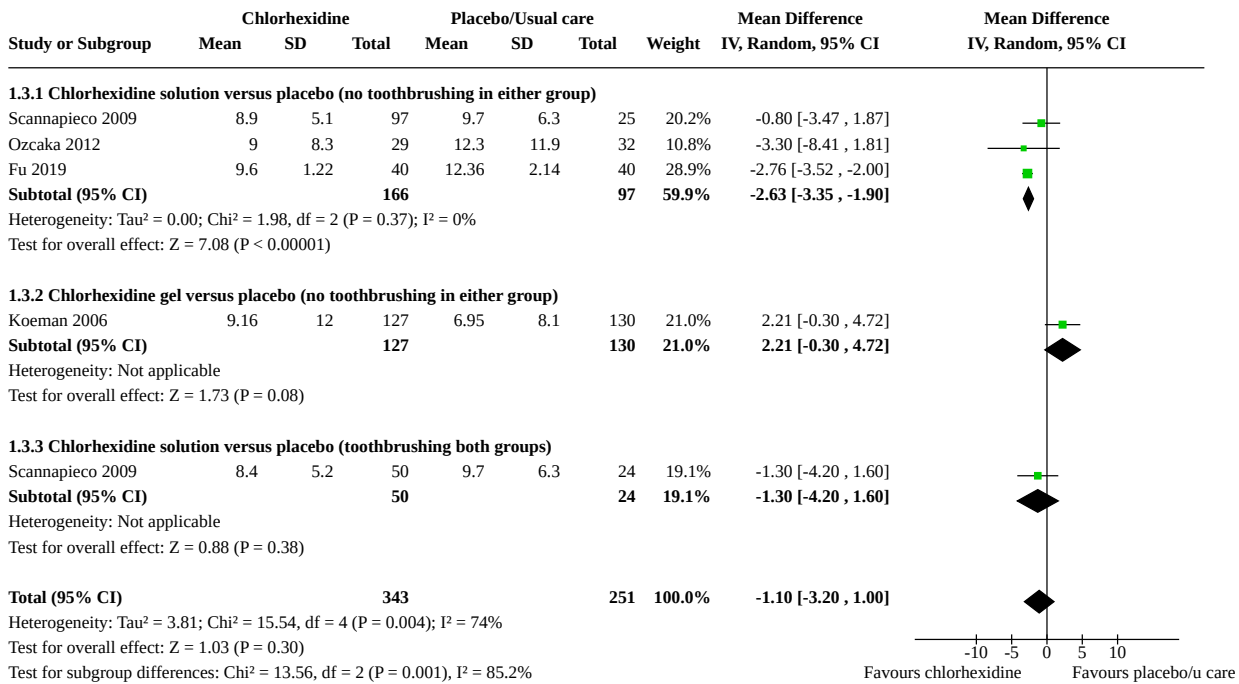 Chlorhexidine Placebo/Usual care Mean Difference Mean Difference
Study or Subgroup Mean SD Total Mean SD Total Weight IV, Random, 95% CI IV, Random, 95% CI
1.3.1 Chlorhexidine solution versus placebo (no toothbrushing in either group)
Scannapieco 2009 8.9 5.1 97 9.7 6.3 25 20.2% -0.80 [-3.47 , 1.87]
Ozcaka 2012 9 8.3 29 12.3 11.9 32 10.8% -3.30 [-8.41 , 1.81]
Fu 2019 9.6 1.22 40 12.36 2.14 40 28.9% -2.76 [-3.52 , -2.00]
Subtotal (95% CI) 166 97 59.9% -2.63 [-3.35 , -1.90]
Heterogeneity: Tau² = 0.00; Chi² = 1.98, df = 2 (P = 0.37); I² = 0%
Test for overall effect: Z = 7.08 (P < 0.00001)
1.3.2 Chlorhexidine gel versus placebo (no toothbrushing in either group)
Koeman 2006 9.16 12 127 6.95 8.1 130 21.0% 2.21 [-0.30 , 4.72]
Subtotal (95% CI) 127 130 21.0% 2.21 [-0.30 , 4.72]
Heterogeneity: Not applicable
Test for overall effect: Z = 1.73 (P = 0.08)
1.3.3 Chlorhexidine solution versus placebo (toothbrushing both groups)
Scannapieco 2009 8.4 5.2 50 9.7 6.3 24 19.1% -1.30 [-4.20 , 1.60]
Subtotal (95% CI) 50 24 19.1% -1.30 [-4.20 , 1.60]
Heterogeneity: Not applicable
Test for overall effect: Z = 0.88 (P = 0.38)
Total (95% CI) 343 251 100.0% -1.10 [-3.20 , 1.00]
Heterogeneity: Tau² = 3.81; Chi² = 15.54, df = 4 (P = 0.004); I² = 74%
Test for overall effect: Z = 1.03 (P = 0.30)
-10 -5 0 5 10
Test for subgroup differences: Chi² = 13.56, df = 2 (P = 0.001), I² = 85.2%
Favours chlorhexidine Favours placebo/u care